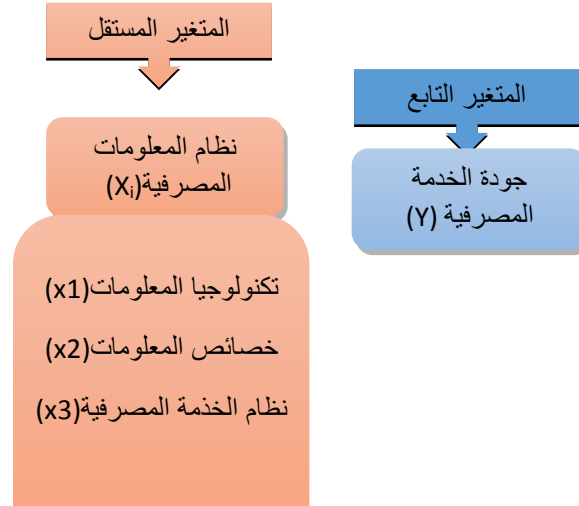 المتغير المستقل
نظام المعلومات
المصرفية(Xi)
تكنولوجيا المعلومات(x1)
خصائص المعلومات(x2)
نظام الخذمة المصرفية(x3)
المتغير التابع
جودة الخدمة
المصرفية (Y)